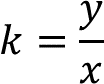 k = y/x